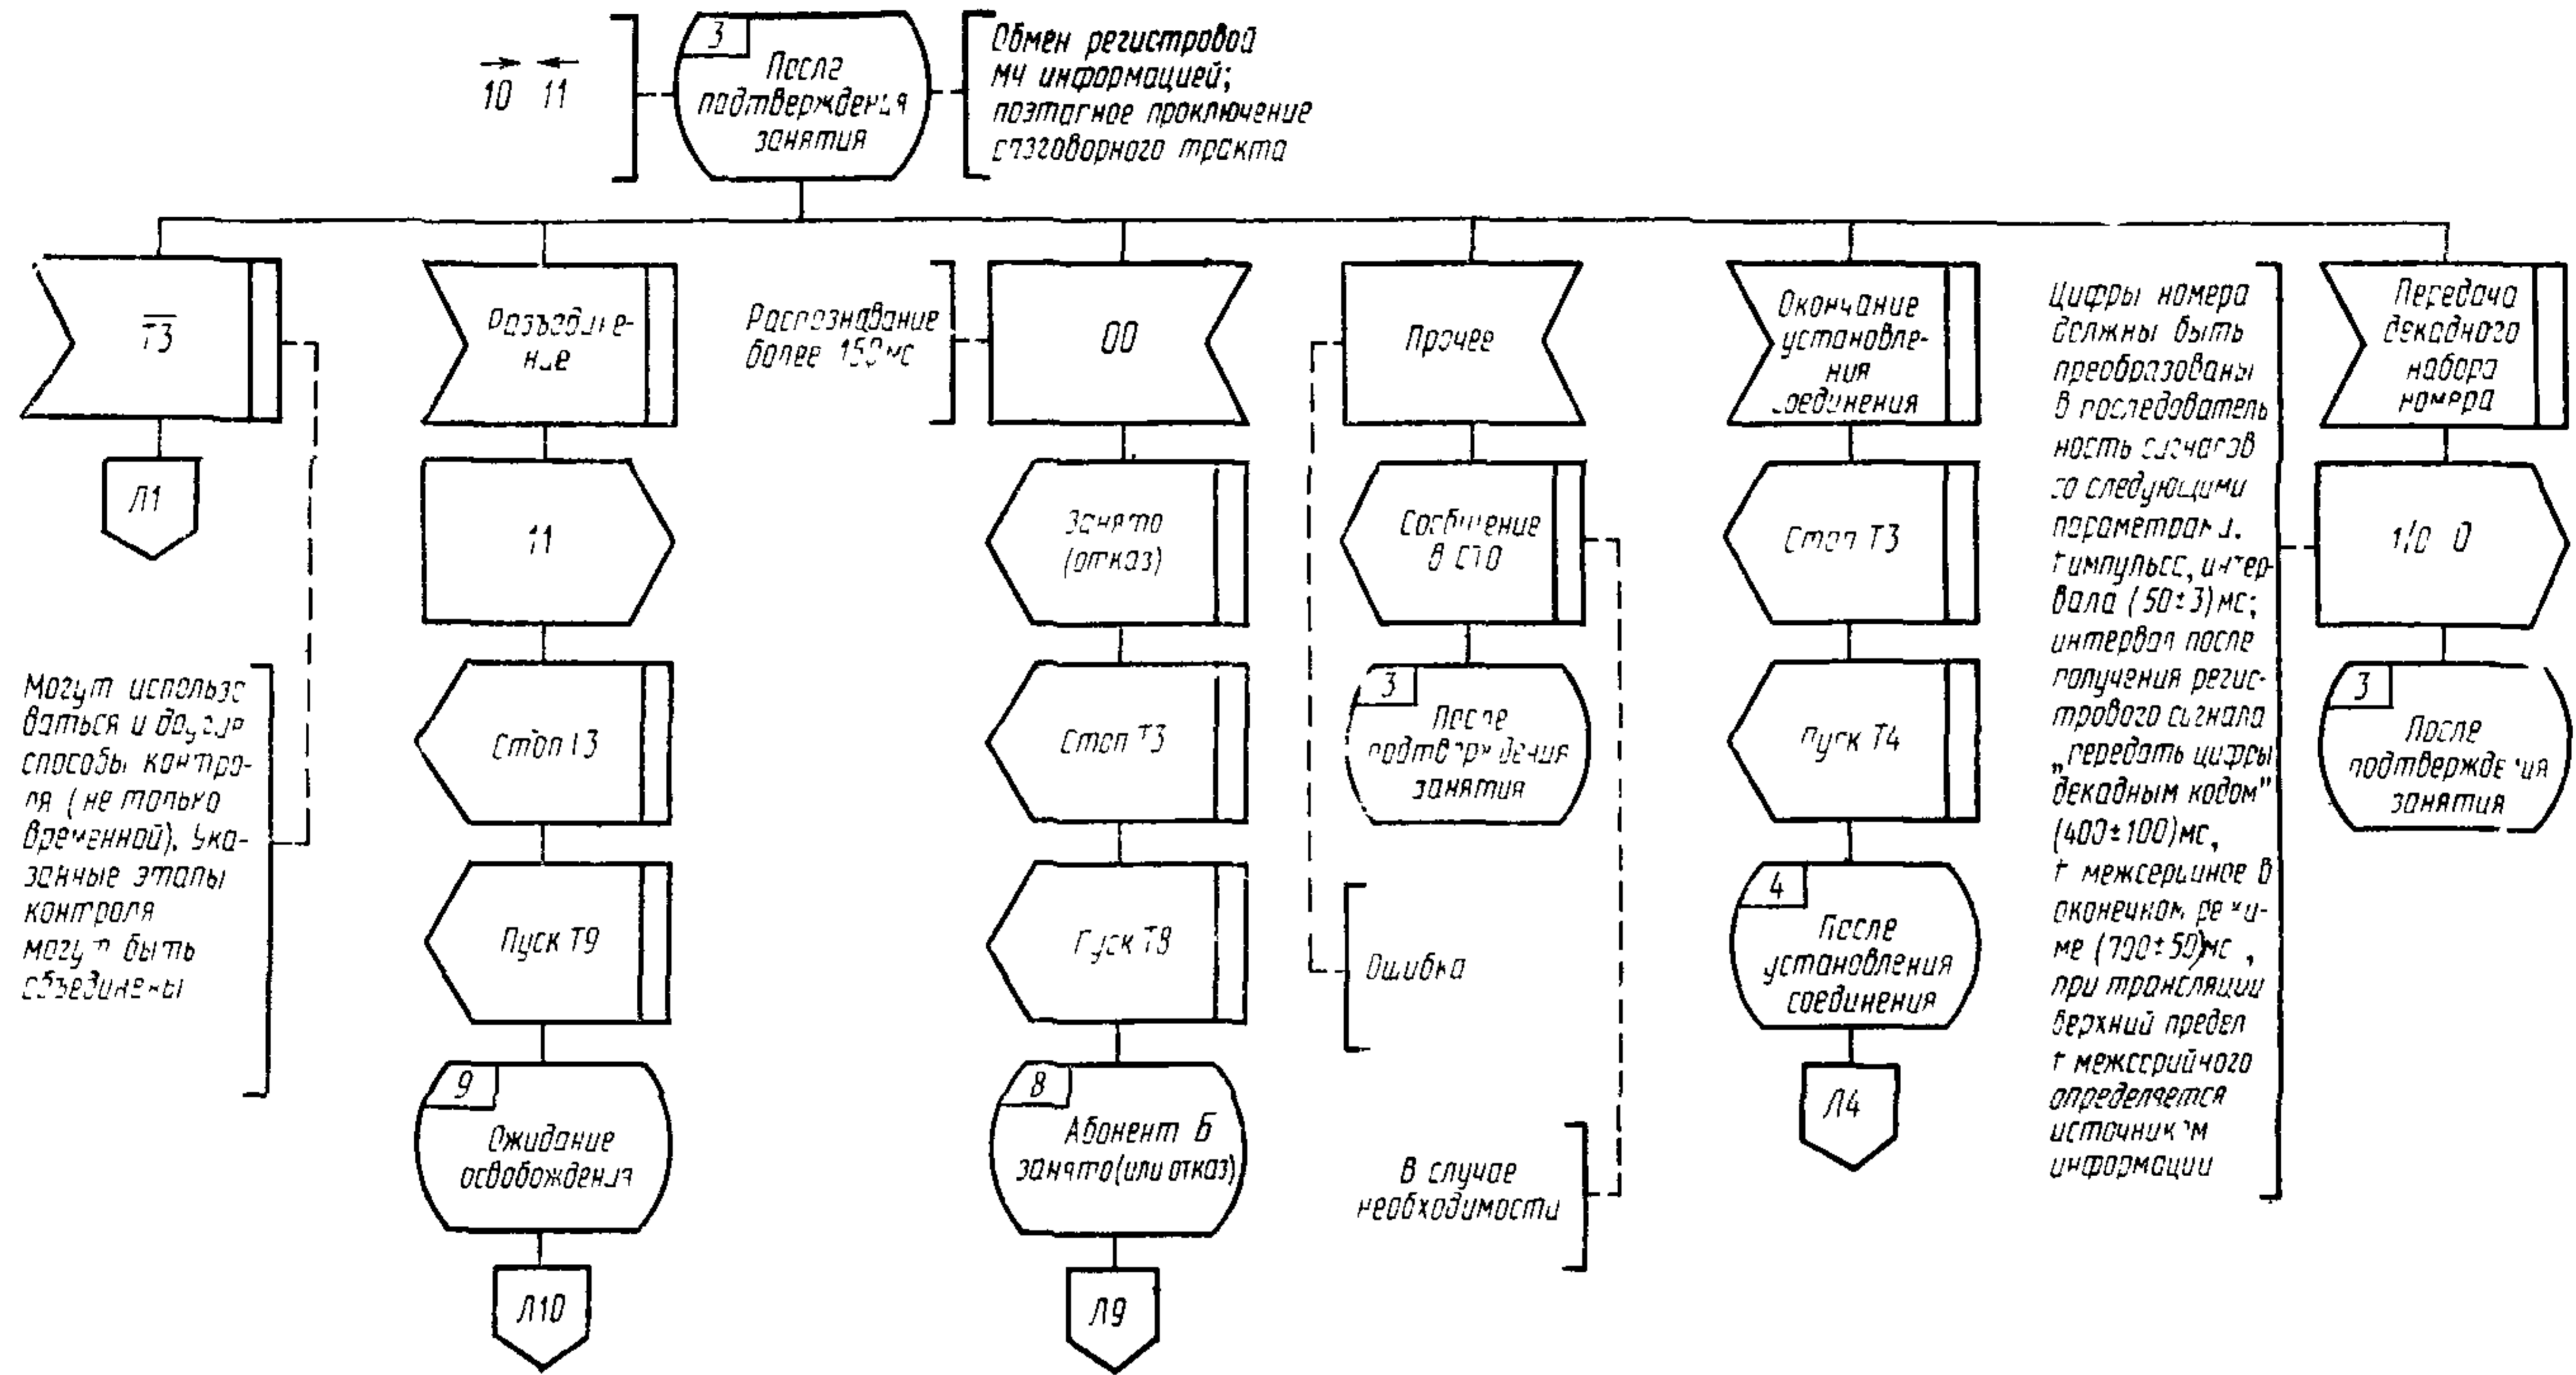 10 11
3
После
подтверждения
занятия
Обмен регистровой
МЧ информацией;
поэтапное проключение
разговорного тракта
T3
Л1
Могут использо
ваться и другие
способы контро-
ля (не только
временной). Ука-
занные этапы
контроля
могут быть
объединены
Разъедине-
ние
11
Стоп T3
Пуск T9
9
Ожидание
освобождения
Л10
Распознавание
более 150 мс
00
Занято
(отказ)
Стоп T3
Пуск T8
8
Абонент Б
занято (или отказ)
Л9
Прочее
Сообщение
в СТО
3
После
подтверждения
занятия
Ошибка
В случае
необходимости
Окончание
установле-
ния
соединения
Стоп T3
Пуск T4
4
После
установления
соединения
Л4
Цифры номера
должны быть
преобразованы
в последователь
ность сигналов
со следующими
параметрами.
t импульса, интер-
вала (50±3) мс;
интервал после
получения регис-
трового сигнала
„передать цифры
декадным кодом"
(400±100) мс,
t межсерийное в
оконечном режи-
ме (700±50) мс,
при трансляции
верхний предел
t межсерийного
определяется
источником
информации
Передача
декадного
набора
номера
1/0 0
3
После
подтверждения
занятия